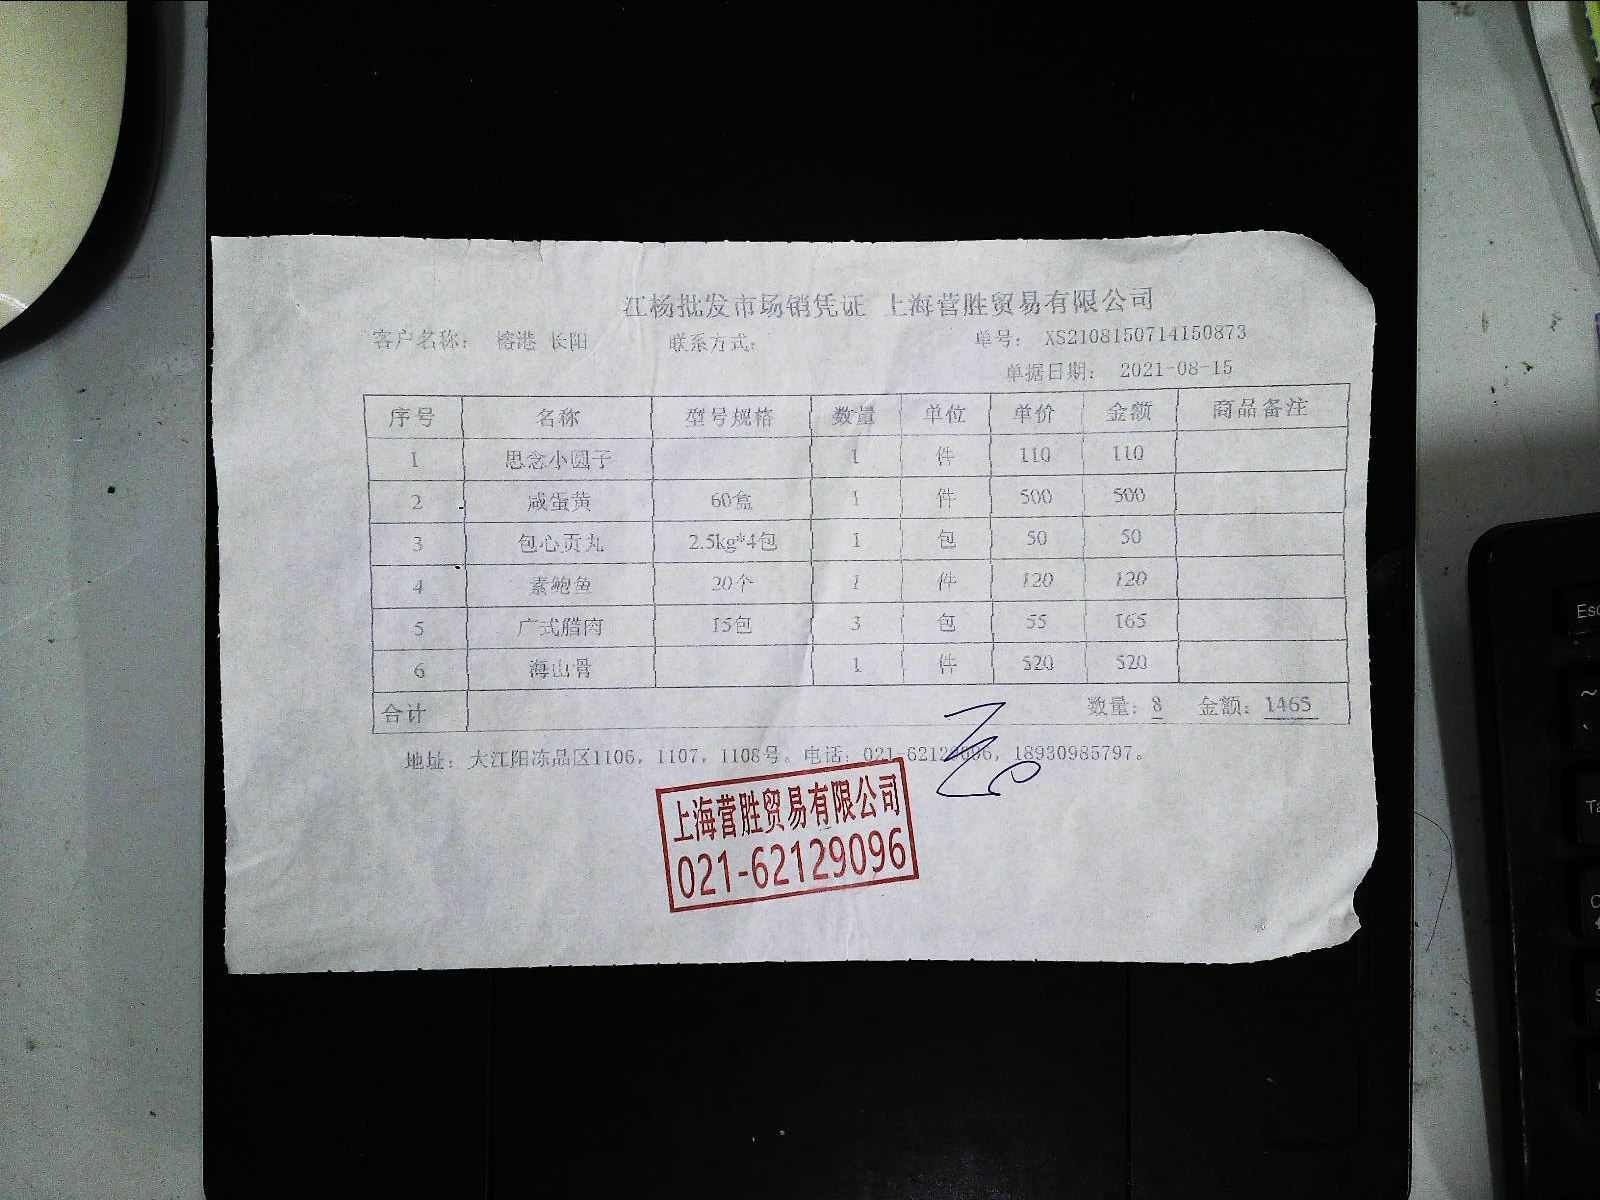 江杨批发市场销凭证 上海营胜贸易有限公司
客户名称: 榕港 长阳 联系方式: 单号: XS2108150714150873
单据日期: 2021-08-15
序号 名称 型号规格 数量 单位 单价 金额 商品备注
1 思念小圆子 1 件 110 110
2 咸蛋黄 60盒 1 件 500 500
3 包心贡丸 2.5kg*4包 1 包 50 50
4 素鲍鱼 20个 1 件 120 120
5 广式腊肉 15包 3 包 55 165
6 海山骨 1 件 520 520
合计 数量: 8 金额: 1465
地址: 大江阳冻品区1106, 1107, 1108号。电话: 021-62129096, 18930985797。
上海营胜贸易有限公司
021-62129096
Esc